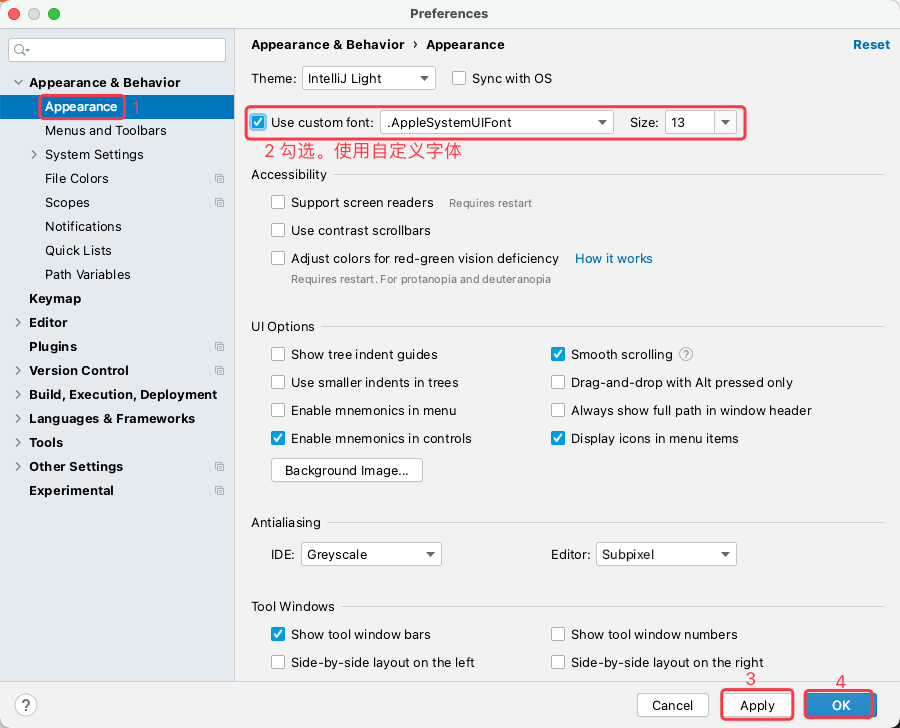 Preferences
Appearance & Behavior › Appearance
Reset
Appearance & Behavior
Appearance 1
Menus and Toolbars
System Settings
File Colors
Scopes
Notifications
Quick Lists
Path Variables
Keymap
Editor
Plugins
Version Control
Build, Execution, Deployment
Languages & Frameworks
Tools
Other Settings
Experimental
Theme: IntelliJ Light Sync with OS
Use custom font: .AppleSystemUIFont Size: 13
2 勾选。使用自定义字体
Accessibility
Support screen readers Requires restart
Use contrast scrollbars
Adjust colors for red-green vision deficiency How it works
Requires restart. For protanopia and deuteranopia
UI Options
Show tree indent guides Smooth scrolling ?
Use smaller indents in trees Drag-and-drop with Alt pressed only
Enable mnemonics in menu Always show full path in window header
Enable mnemonics in controls Display icons in menu items
Background Image...
Antialiasing
IDE: Greyscale Editor: Subpixel
Tool Windows
Show tool window bars Show tool window numbers
Side-by-side layout on the left Side-by-side layout on the right
3 4
? Cancel Apply OK